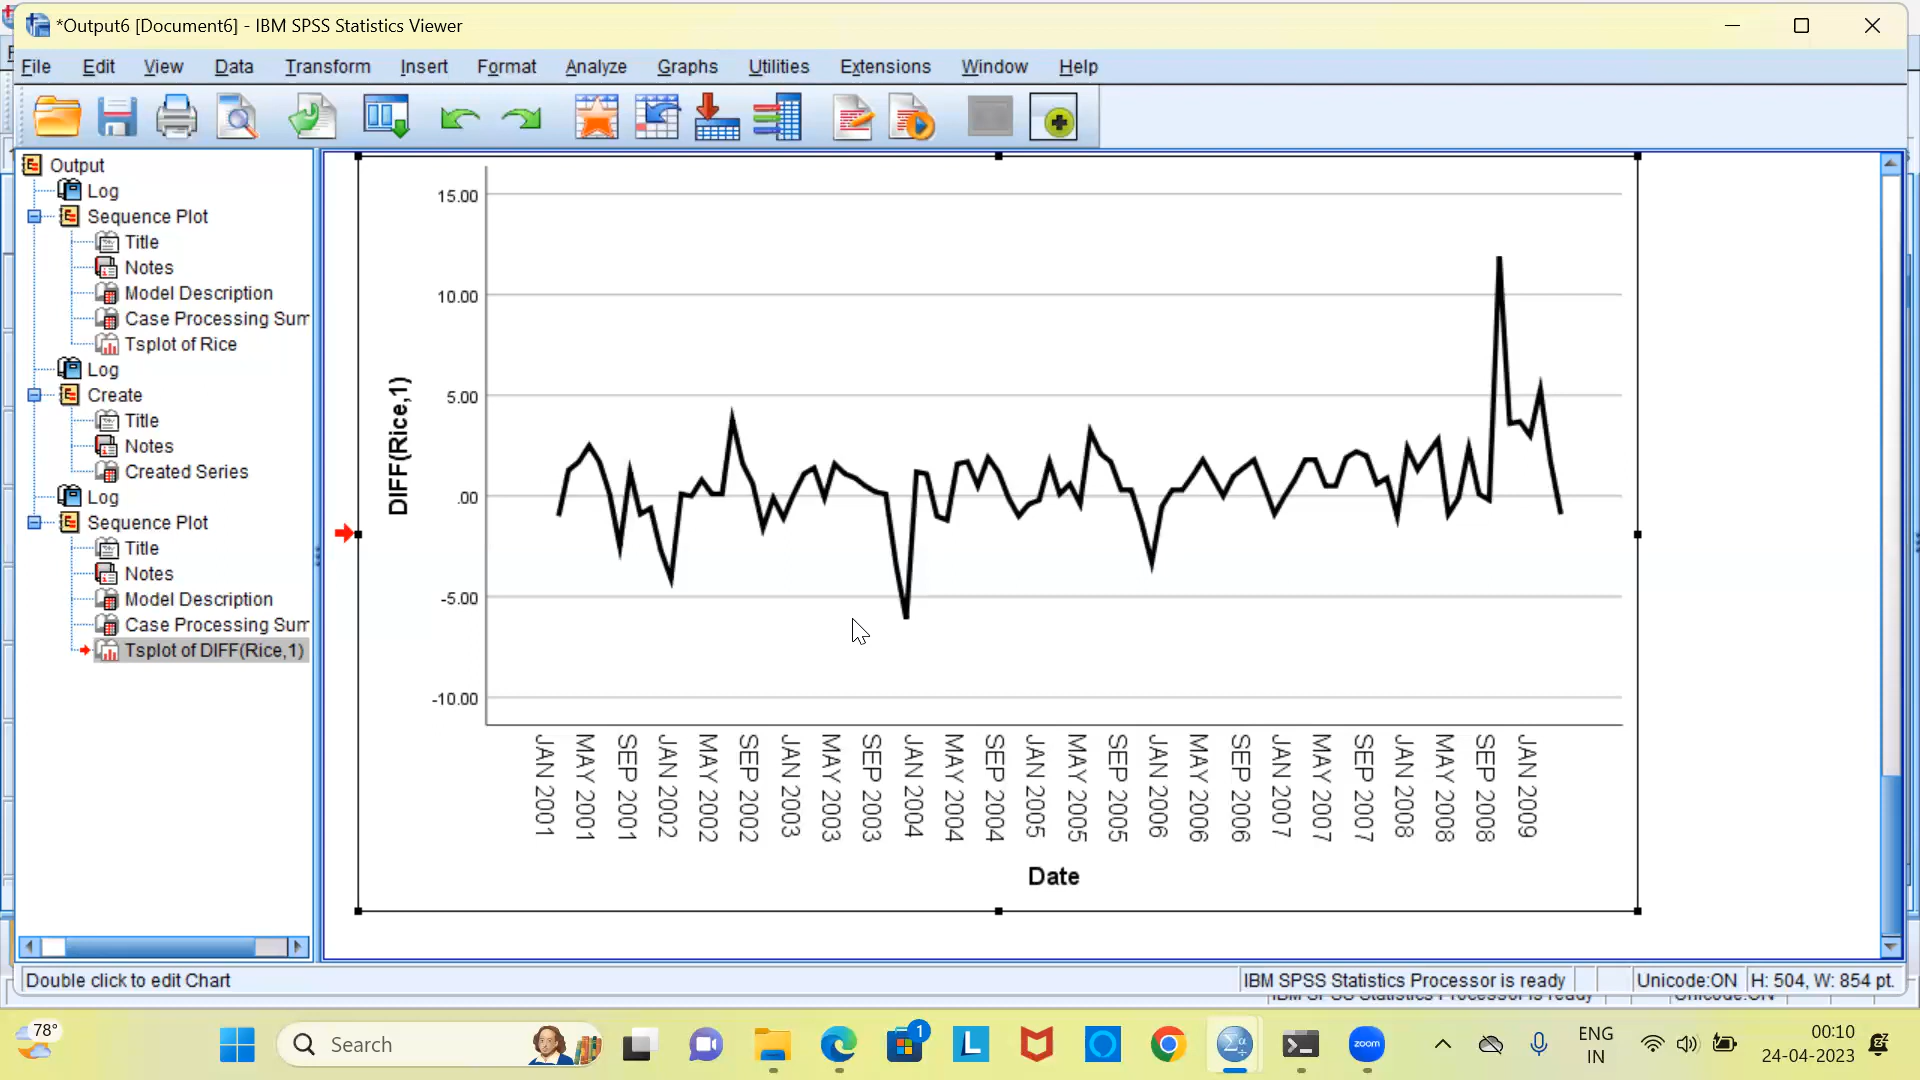 *Output6 [Document6] - IBM SPSS Statistics Viewer
File Edit View Data Transform Insert Format Analyze Graphs Utilities Extensions Window Help
Output
Log
Sequence Plot
Title
Notes
Model Description
Case Processing Sum
Tsplot of Rice
Log
Create
Title
Notes
Created Series
Log
Sequence Plot
Title
Notes
Model Description
Case Processing Sum
Tsplot of DIFF(Rice,1)
DIFF(Rice,1)
15.00
10.00
5.00
.00
-5.00
-10.00
JAN 2001
MAY 2001
SEP 2001
JAN 2002
MAY 2002
SEP 2002
JAN 2003
MAY 2003
SEP 2003
JAN 2004
MAY 2004
SEP 2004
JAN 2005
MAY 2005
SEP 2005
JAN 2006
MAY 2006
SEP 2006
JAN 2007
MAY 2007
SEP 2007
JAN 2008
MAY 2008
SEP 2008
JAN 2009
Date
Double click to edit Chart
IBM SPSS Statistics Processor is ready
Unicode:ON
H: 504, W: 854 pt.
78°
Search
1
L
zoom
ENG
IN
00:10
24-04-2023